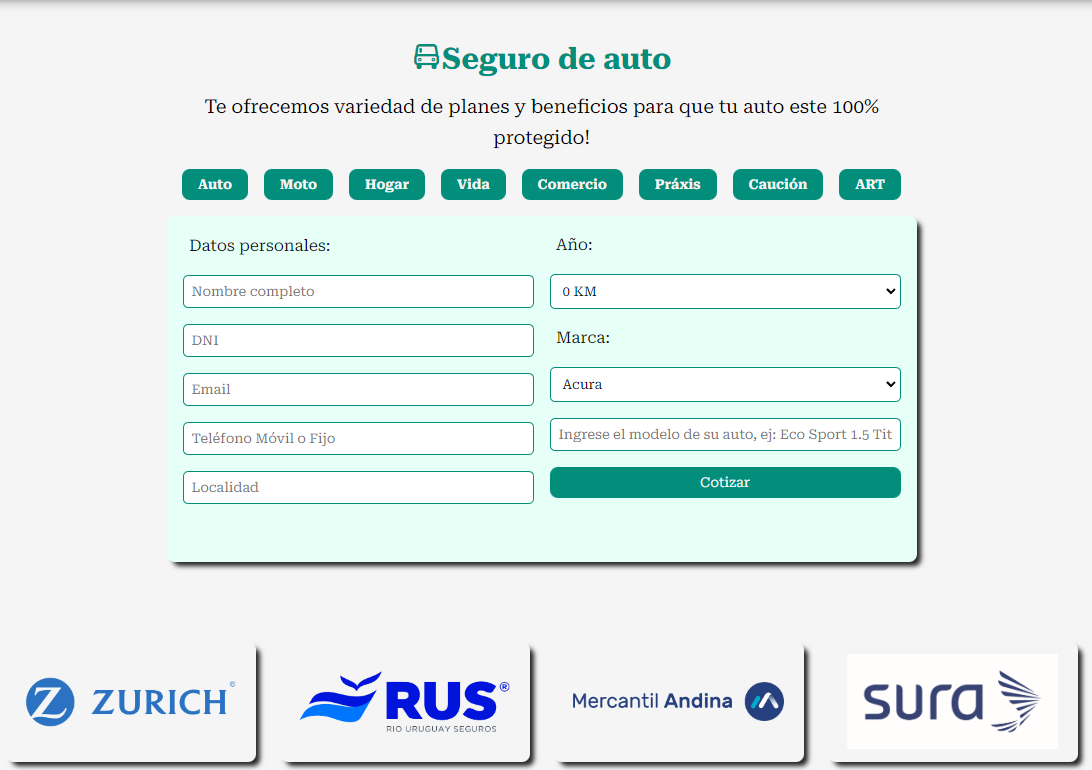 Seguro de auto
Te ofrecemos variedad de planes y beneficios para que tu auto este 100%
protegido!
Auto Moto Hogar Vida Comercio Práxis Caución ART
Datos personales:
Nombre completo
DNI
Email
Teléfono Móvil o Fijo
Localidad
Año:
0 KM
Marca:
Acura
Ingrese el modelo de su auto, ej: Eco Sport 1.5 Tit
Cotizar
Z ZURICH®
RUS®
RIO URUGUAY SEGUROS
Mercantil Andina
sura